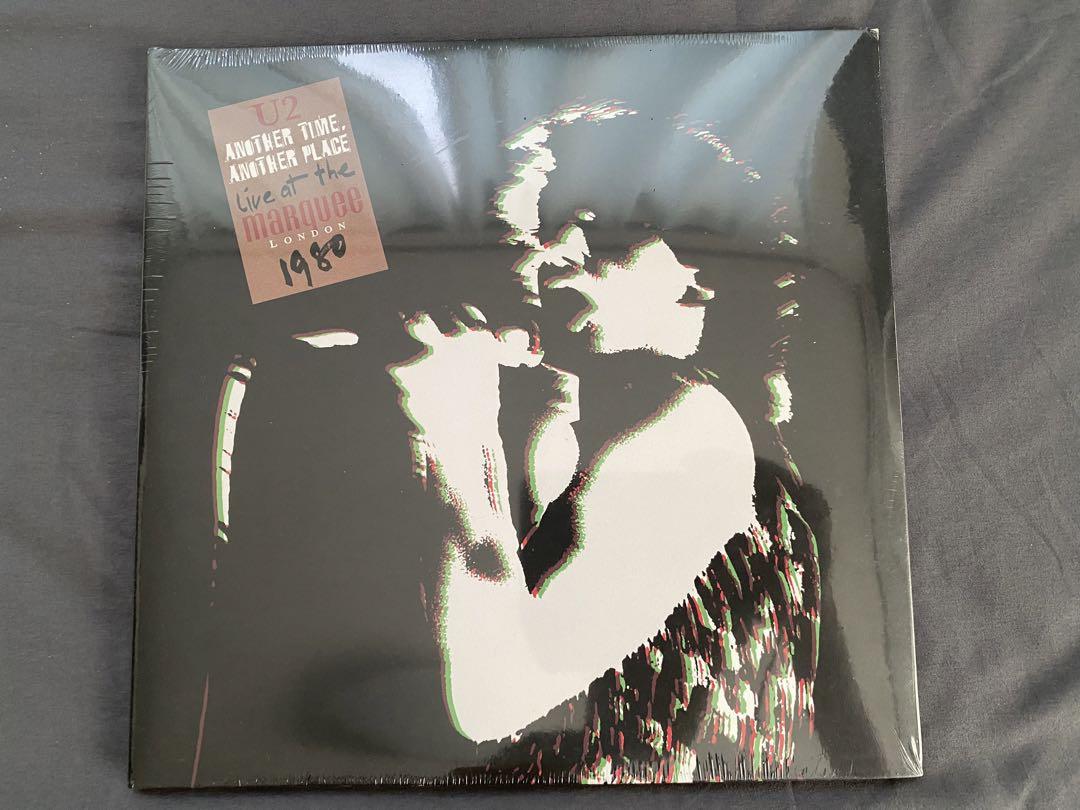 U2
ANOTHER TIME,
ANOTHER PLACE
Live at the
MARQUEE
LONDON
1980